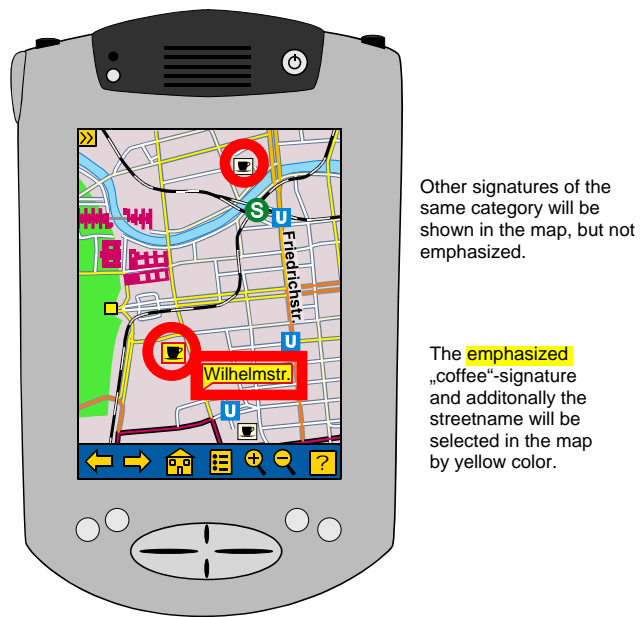 >>
S
U
Friedrichstr.
U
Wilhelmstr.
U
?
Other signatures of the
same category will be
shown in the map, but not
emphasized.
The emphasized
„coffee“-signature
and additonally the
streetname will be
selected in the map
by yellow color.